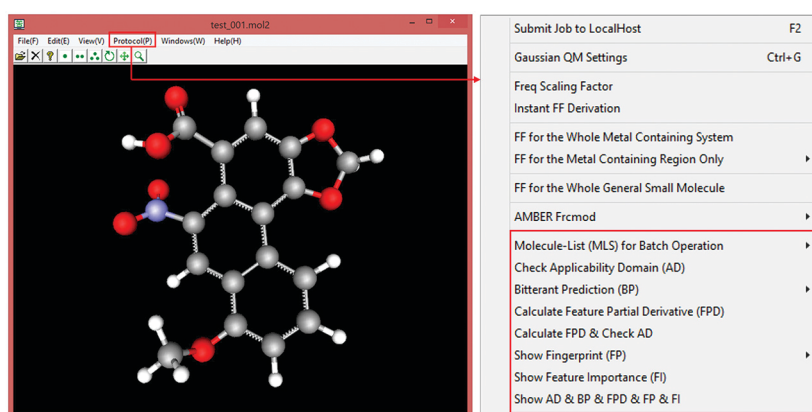 test_001.mol2
File(F) Edit(E) View(V) Protocol(P) Windows(W) Help(H)
Submit Job to LocalHost F2
Gaussian QM Settings Ctrl+G
Freq Scaling Factor
Instant FF Derivation
FF for the Whole Metal Containing System
FF for the Metal Containing Region Only
FF for the Whole General Small Molecule
AMBER Frcmod
Molecule-List (MLS) for Batch Operation
Check Applicability Domain (AD)
Bitterant Prediction (BP)
Calculate Feature Partial Derivative (FPD)
Calculate FPD & Check AD
Show Fingerprint (FP)
Show Feature Importance (FI)
Show AD & BP & FPD & FP & FI